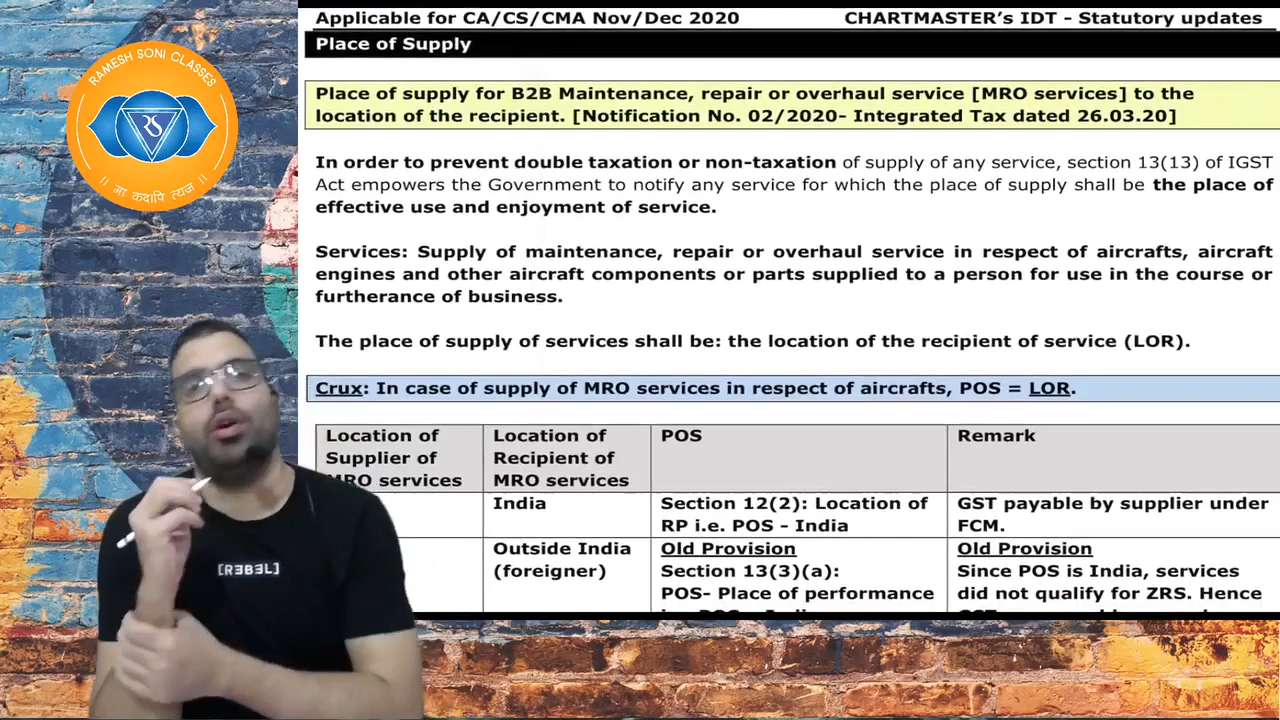 Applicable for CA/CS/CMA Nov/Dec 2020 CHARTMASTER’s IDT - Statutory updates
Place of Supply
RAMESH SONI CLASSES
RS
॥ मा कदापि त्यज ॥
Place of supply for B2B Maintenance, repair or overhaul service [MRO services] to the
location of the recipient. [Notification No. 02/2020- Integrated Tax dated 26.03.20]
In order to prevent double taxation or non-taxation of supply of any service, section 13(13) of IGST
Act empowers the Government to notify any service for which the place of supply shall be the place of
effective use and enjoyment of service.
Services: Supply of maintenance, repair or overhaul service in respect of aircrafts, aircraft
engines and other aircraft components or parts supplied to a person for use in the course or
furtherance of business.
The place of supply of services shall be: the location of the recipient of service (LOR).
Crux: In case of supply of MRO services in respect of aircrafts, POS = LOR.
Location of
Supplier of
MRO services
Location of
Recipient of
MRO services
POS
Remark
India
Section 12(2): Location of
RP i.e. POS - India
GST payable by supplier under
FCM.
Outside India
(foreigner)
Old Provision
Section 13(3)(a):
POS- Place of performance
Old Provision
Since POS is India, services
did not qualify for ZRS. Hence
[REBEL]